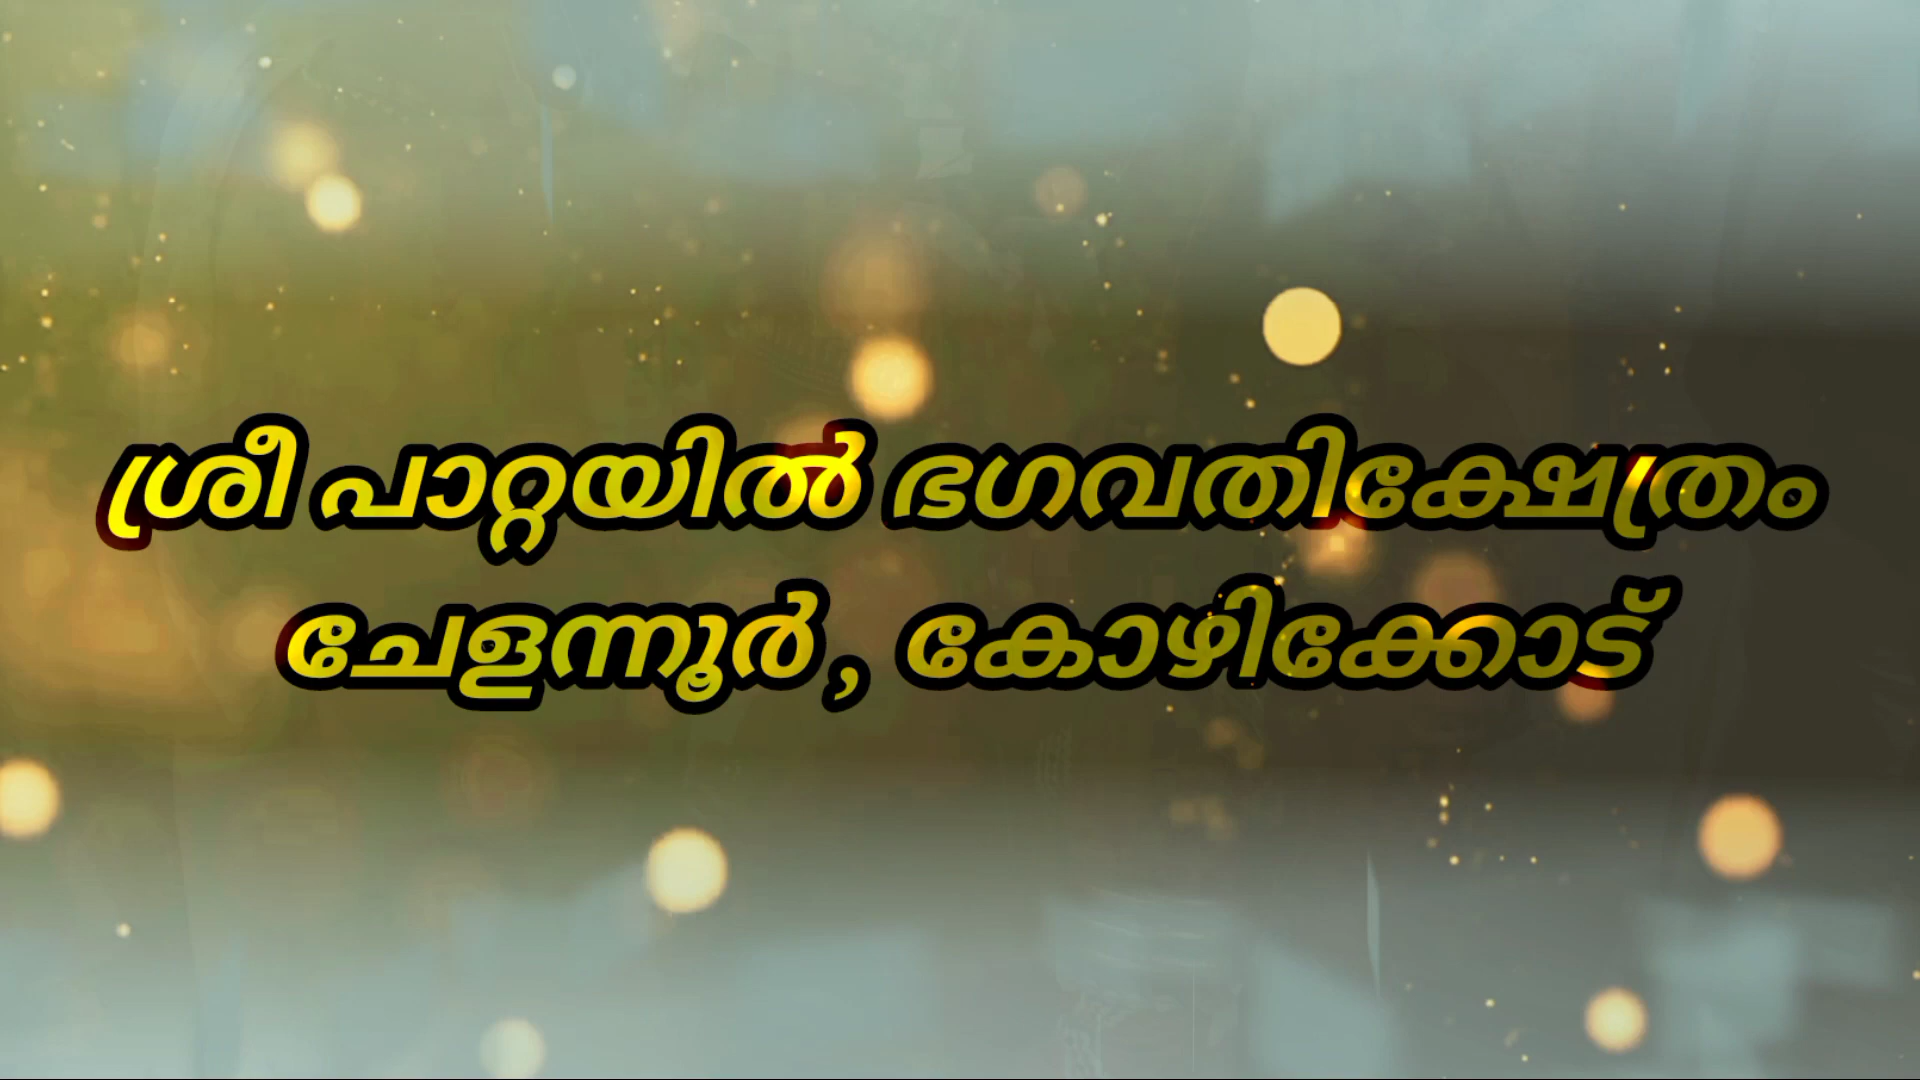 ശ്രീ പാറ്റയിൽ ഭഗവതിക്ഷേത്രം
ചേളന്നൂർ, കോഴിക്കോട്